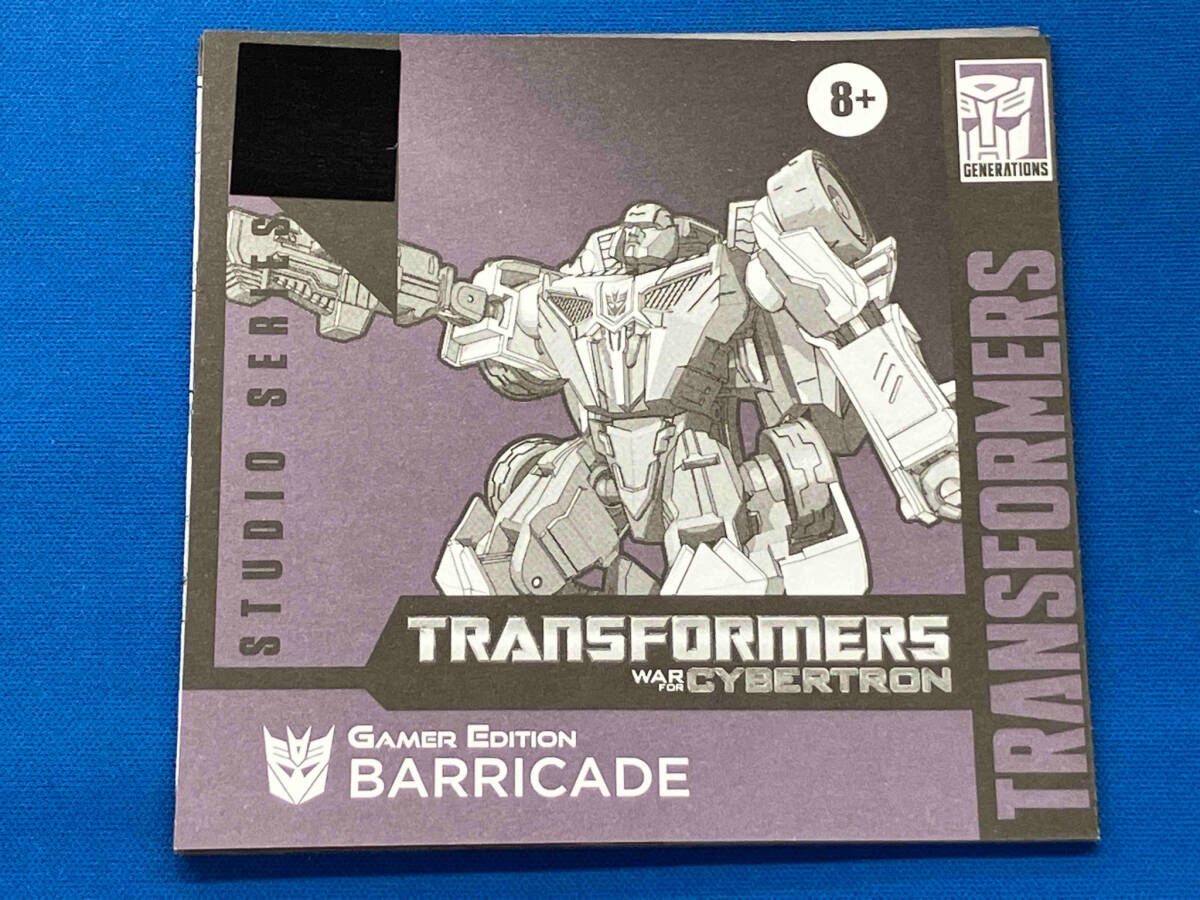 8+
GENERATIONS
STUDIO SERIES
TRANSFORMERS
TRANSFORMERS
WAR FOR CYBERTRON
GAMER EDITION
BARRICADE